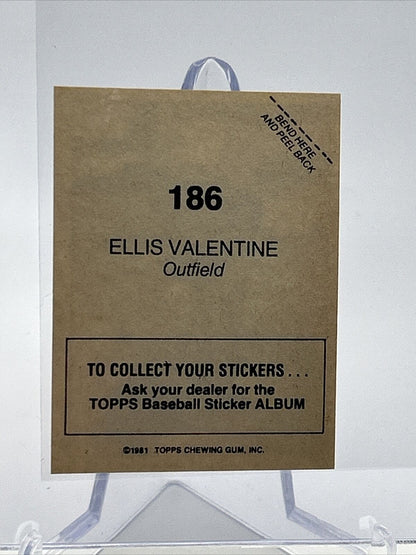 BEND HERE
AND PEEL BACK
186
ELLIS VALENTINE
Outfield
TO COLLECT YOUR STICKERS...
Ask your dealer for the
TOPPS Baseball Sticker ALBUM
©1981 TOPPS CHEWING GUM, INC.